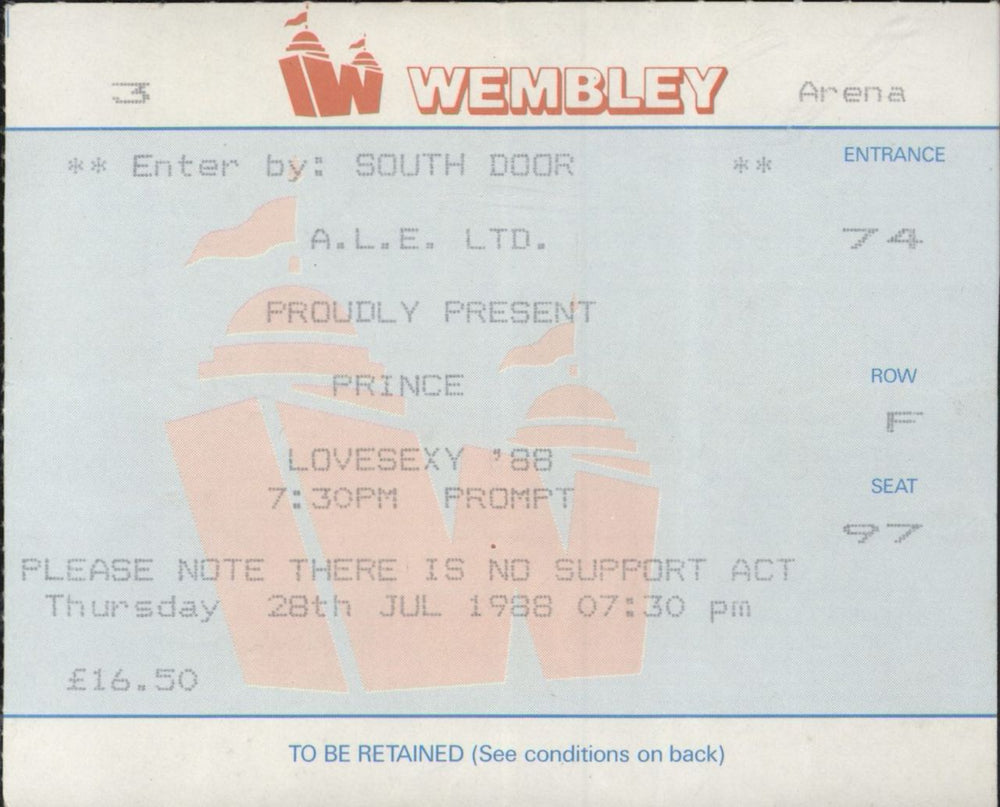 3 WEMBLEY Arena
** Enter by: SOUTH DOOR ** ENTRANCE
A.L.E. LTD. 74
PROUDLY PRESENT
PRINCE ROW
F
LOVESEXY '88
7:30PM PROMPT SEAT
97
PLEASE NOTE THERE IS NO SUPPORT ACT
Thursday 28th JUL 1988 07:30 pm
£16.50
TO BE RETAINED (See conditions on back)